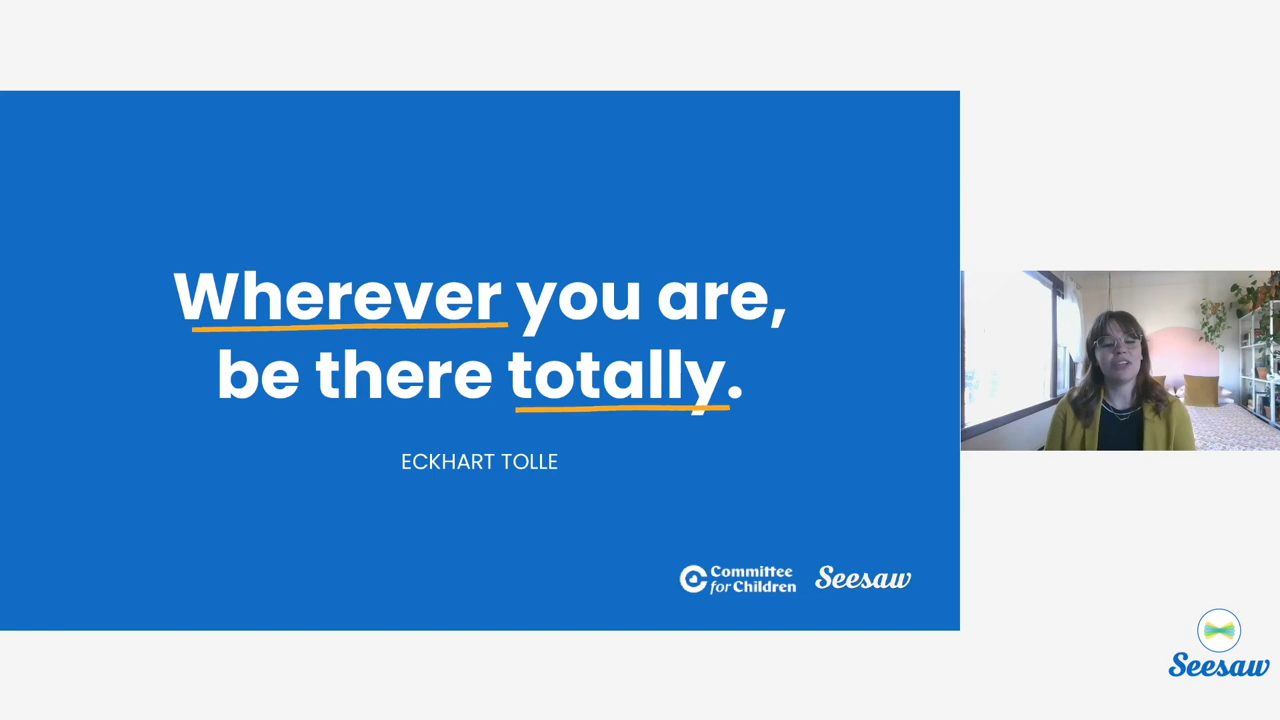 Wherever you are,
be there totally.
ECKHART TOLLE
Committee
for Children
Seesaw
Seesaw